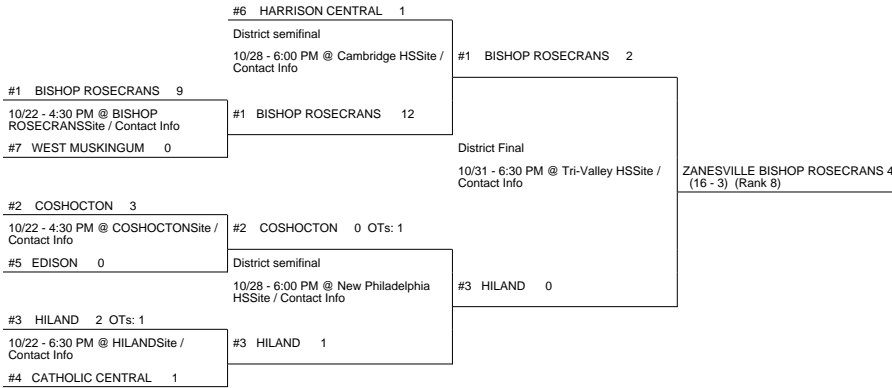 #6 HARRISON CENTRAL 1
District semifinal
10/28 - 6:00 PM @ Cambridge HSSite /
Contact Info
#1 BISHOP ROSECRANS 2
#1 BISHOP ROSECRANS 9
10/22 - 4:30 PM @ BISHOP
ROSECRANSSite / Contact Info
#1 BISHOP ROSECRANS 12
#7 WEST MUSKINGUM 0
District Final
10/31 - 6:30 PM @ Tri-Valley HSSite /
Contact Info
ZANESVILLE BISHOP ROSECRANS 4
(16 - 3) (Rank 8)
#2 COSHOCTON 3
10/22 - 4:30 PM @ COSHOCTONSite /
Contact Info
#2 COSHOCTON 0 OTs: 1
#5 EDISON 0
District semifinal
10/28 - 6:00 PM @ New Philadelphia
HSSite / Contact Info
#3 HILAND 0
#3 HILAND 2 OTs: 1
10/22 - 6:30 PM @ HILANDSite /
Contact Info
#3 HILAND 1
#4 CATHOLIC CENTRAL 1